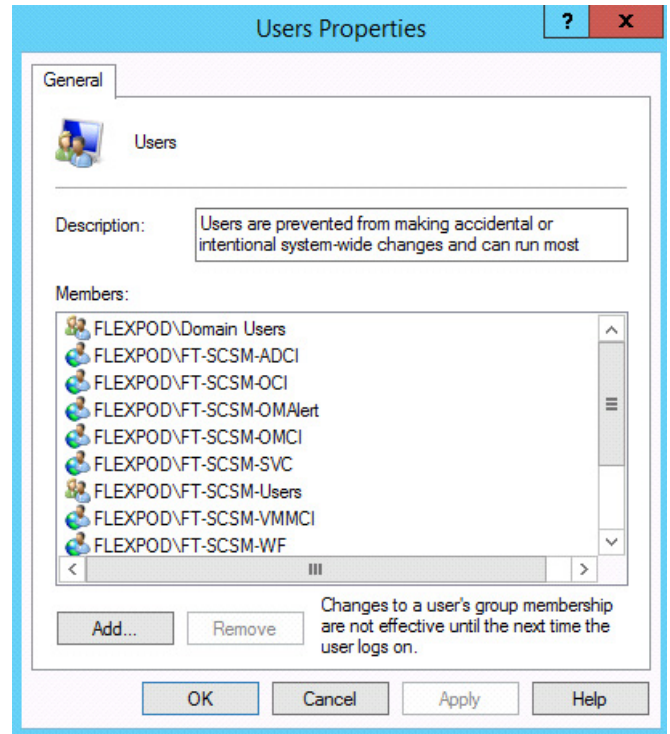 Users Properties
? x
General
Users
Description:
Users are prevented from making accidental or
intentional system-wide changes and can run most
Members:
FLEXPOD\Domain Users
FLEXPOD\FT-SCSM-ADCI
FLEXPOD\FT-SCSM-OCI
FLEXPOD\FT-SCSM-OMAlert
FLEXPOD\FT-SCSM-OMCI
FLEXPOD\FT-SCSM-SVC
FLEXPOD\FT-SCSM-Users
FLEXPOD\FT-SCSM-VMMCI
FLEXPOD\FT-SCSM-WF
Add...
Remove
Changes to a user's group membership
are not effective until the next time the
user logs on.
OK
Cancel
Apply
Help